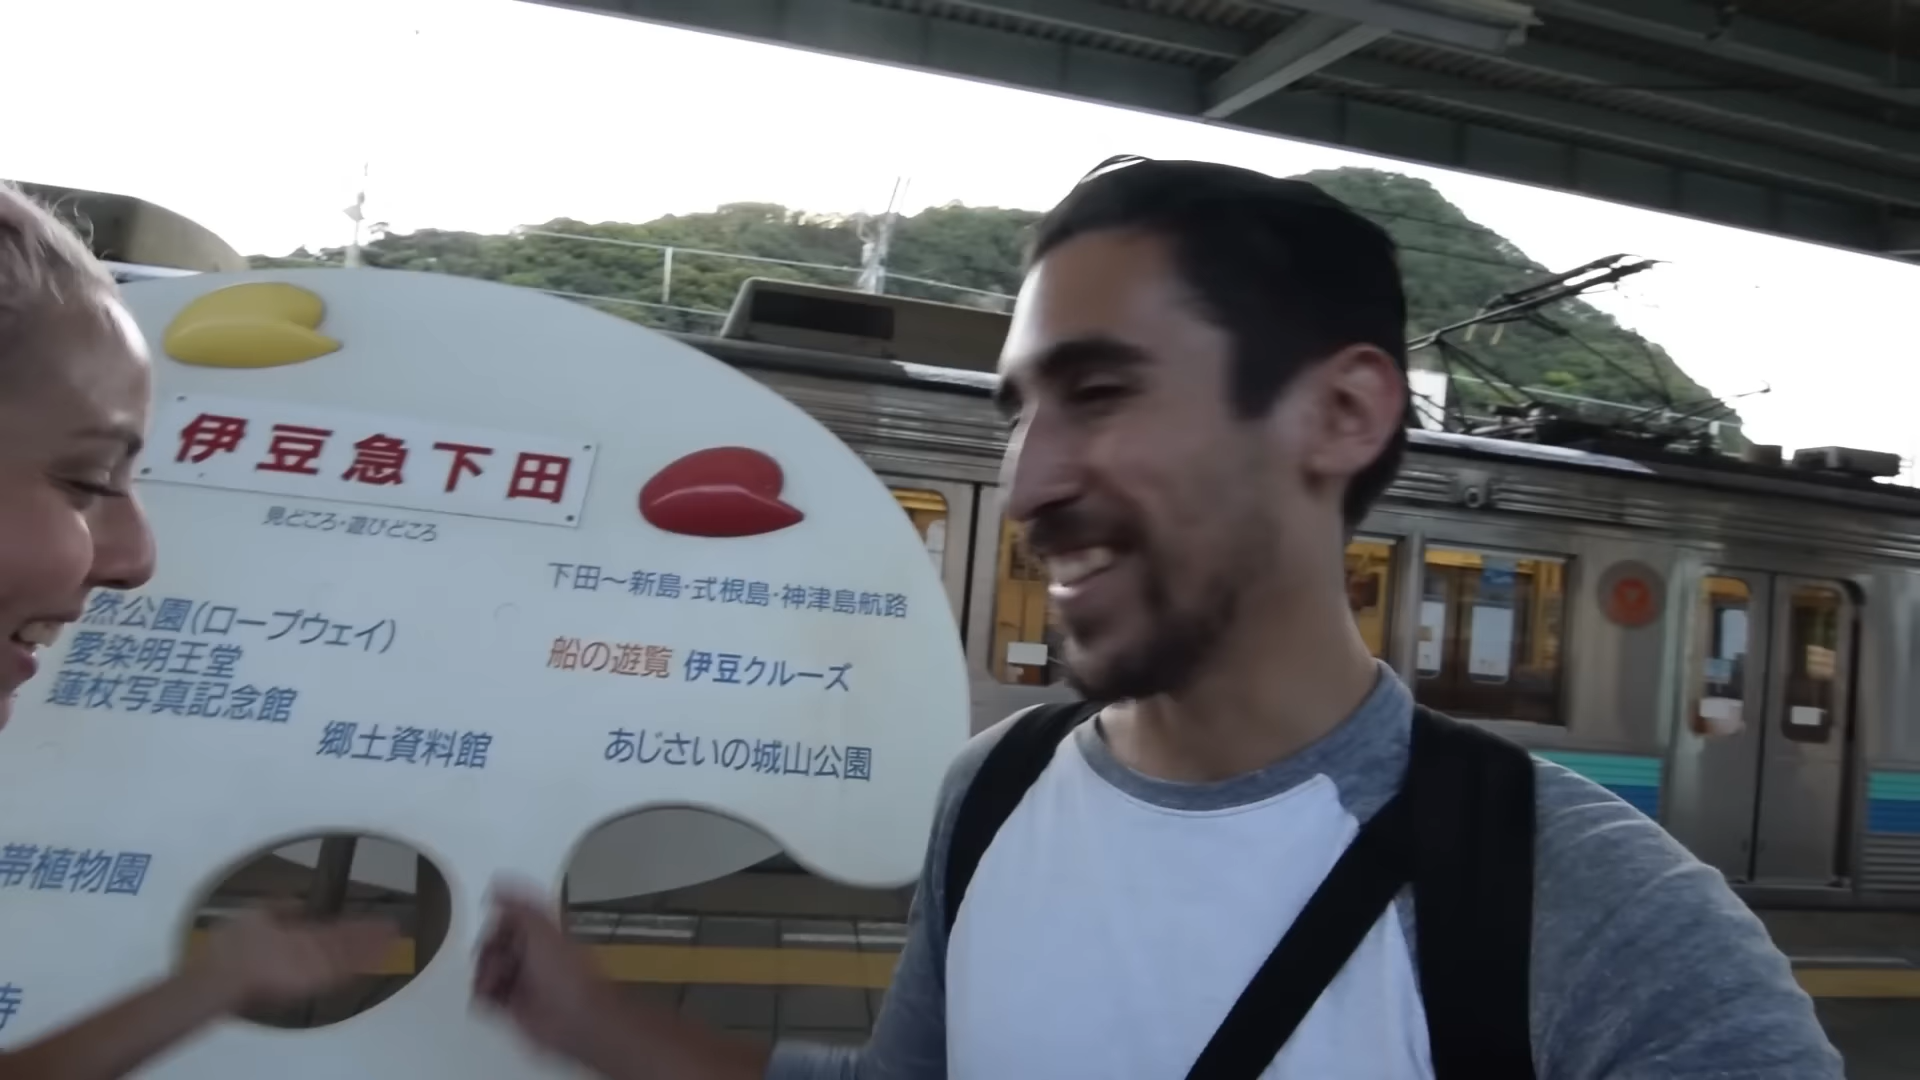 伊豆急下田
見どころ・遊びどころ
下田～新島・式根島・神津島航路
然公園(ロープウェイ)
愛染明王堂
船の遊覧 伊豆クルーズ
蓮杖写真記念館
郷土資料館
あじさいの城山公園
帯植物園
寺